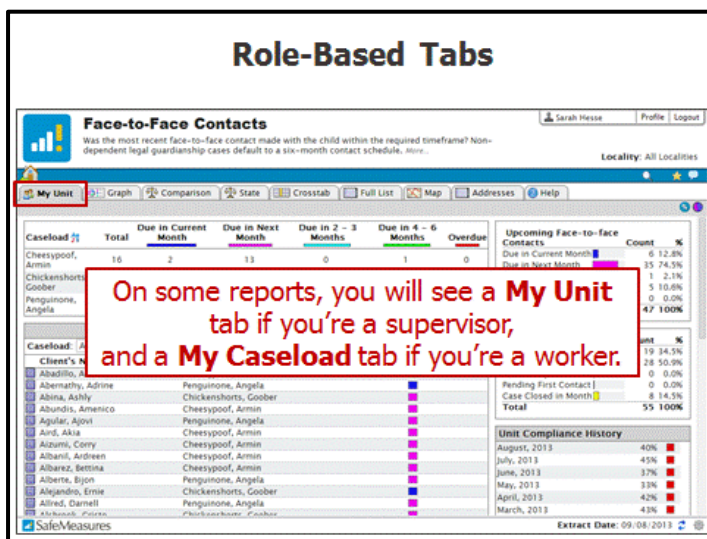 Role-Based Tabs
Sarah Hesse Profile Logout
Face-to-Face Contacts
Was the most recent face-to-face contact made with the child within the required timeframe? Non-
dependent legal guardianship cases default to a six-month contact schedule. More...
Locality: All Localities
My Unit Graph Comparison State Crosstab Full List Map Addresses Help
Caseload Total Due in Current Month Due in Next Month Due in 2 - 3 Months Due in 4 - 6 Months Overdue
Cheesypoof, Armin 16 2 13 0 1 0
Chickenshorts, Goober
Penguinone, Angela
Upcoming Face-to-face Contacts Count %
Due in Current Month 6 12.8%
Due in Next Month 35 74.5%
1 2.1%
5 10.6%
0 0.0%
47 100%
On some reports, you will see a My Unit
tab if you’re a supervisor,
and a My Caseload tab if you’re a worker.
Caseload:
Client's
Abadillo,
Abernathy, Adrine Penguinone, Angela
Abina, Ashly Chickenshorts, Goober
Abundis, Amenico Cheesypoof, Armin
Agular, Ajovi Penguinone, Angela
Aird, Akia Cheesypoof, Armin
Aizumi, Corry Cheesypoof, Armin
Albanil, Ardreen Cheesypoof, Armin
Albarez, Bettina Cheesypoof, Armin
Alberte, Bijon Penguinone, Angela
Alejandro, Ernie Chickenshorts, Goober
Allred, Darnell Penguinone, Angela
%
19 34.5%
28 50.9%
0 0.0%
Pending First Contact 0 0.0%
Case Closed in Month 8 14.5%
Total 55 100%
Unit Compliance History
August, 2013 40%
July, 2013 45%
June, 2013 37%
May, 2013 33%
April, 2013 42%
March, 2013 43%
SafeMeasures
Extract Date: 09/08/2013